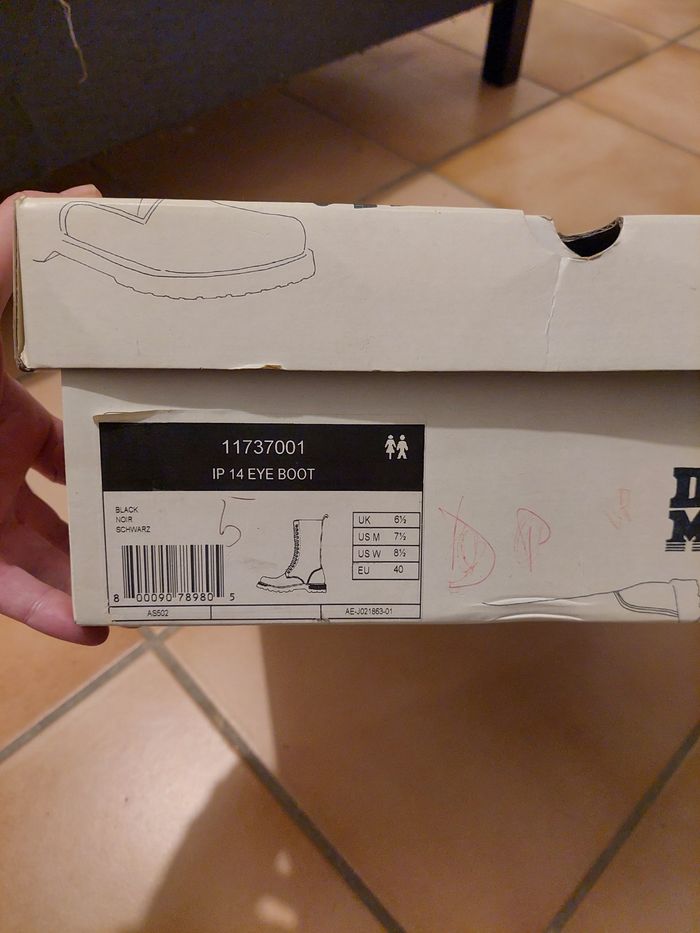 11737001
IP 14 EYE BOOT
BLACK
NOIR
SCHWARZ
5
UK 6½
US M 7½
US W 8½
EU 40
8 00090 78980 5
AS502
AE-J021863-01
D
M
D P